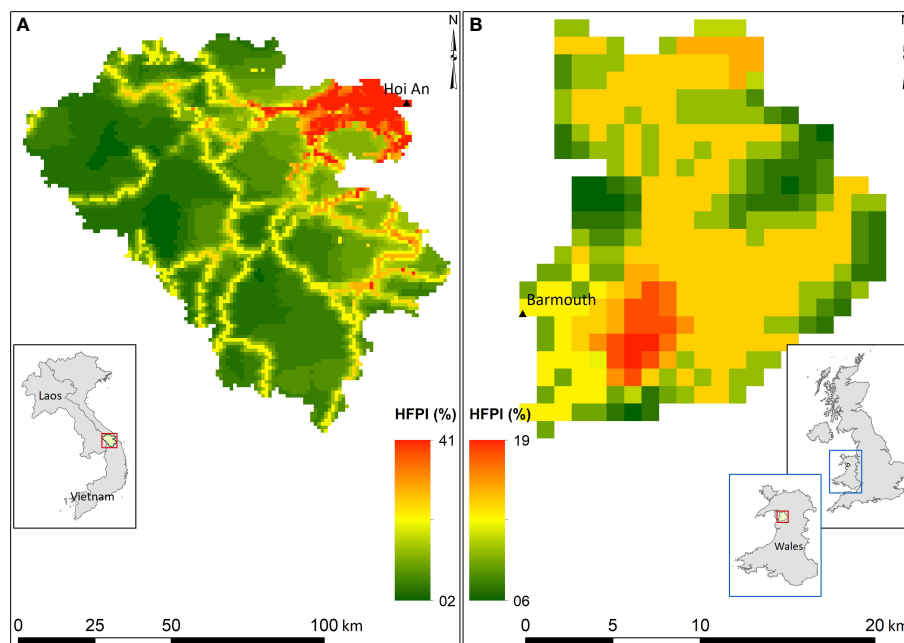 A
N
Hoi An
Laos
Vietnam
HFPI (%)
41
02
0 50 100 km
B
N
Barmouth
HFPI (%)
19
06
Wales
0 5 10 20 km